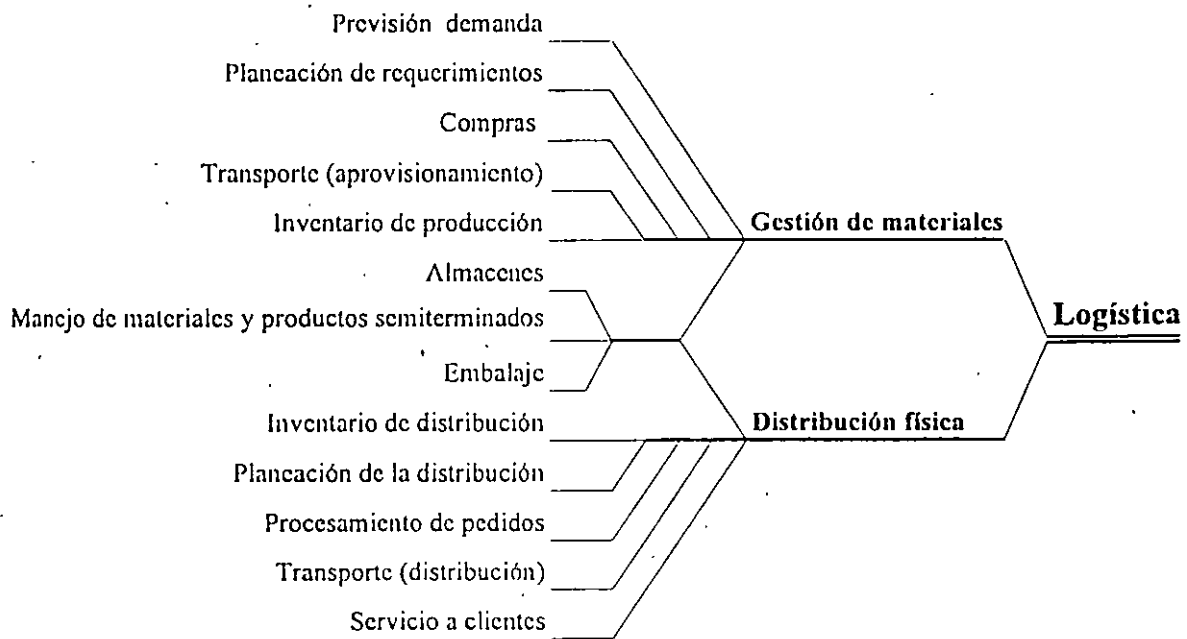 Previsión demanda
Planeación de requerimientos
Compras
Transporte (aprovisionamiento)
Inventario de producción
Gestión de materiales
Almacenes
Manejo de materiales y productos semiterminados
Logística
Embalaje
Inventario de distribución
Distribución física
Planeación de la distribución
Procesamiento de pedidos
Transporte (distribución)
Servicio a clientes